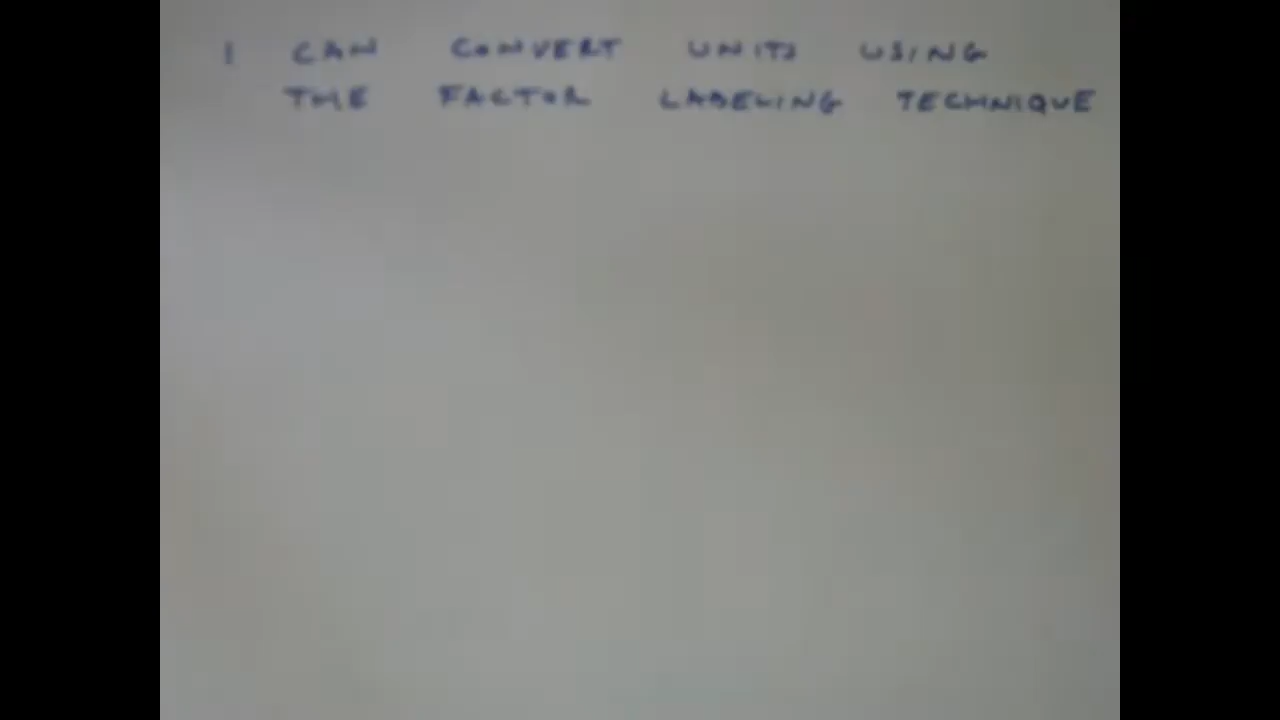 I CAN CONVERT UNITS USING
THE FACTOR LABELING TECHNIQUE